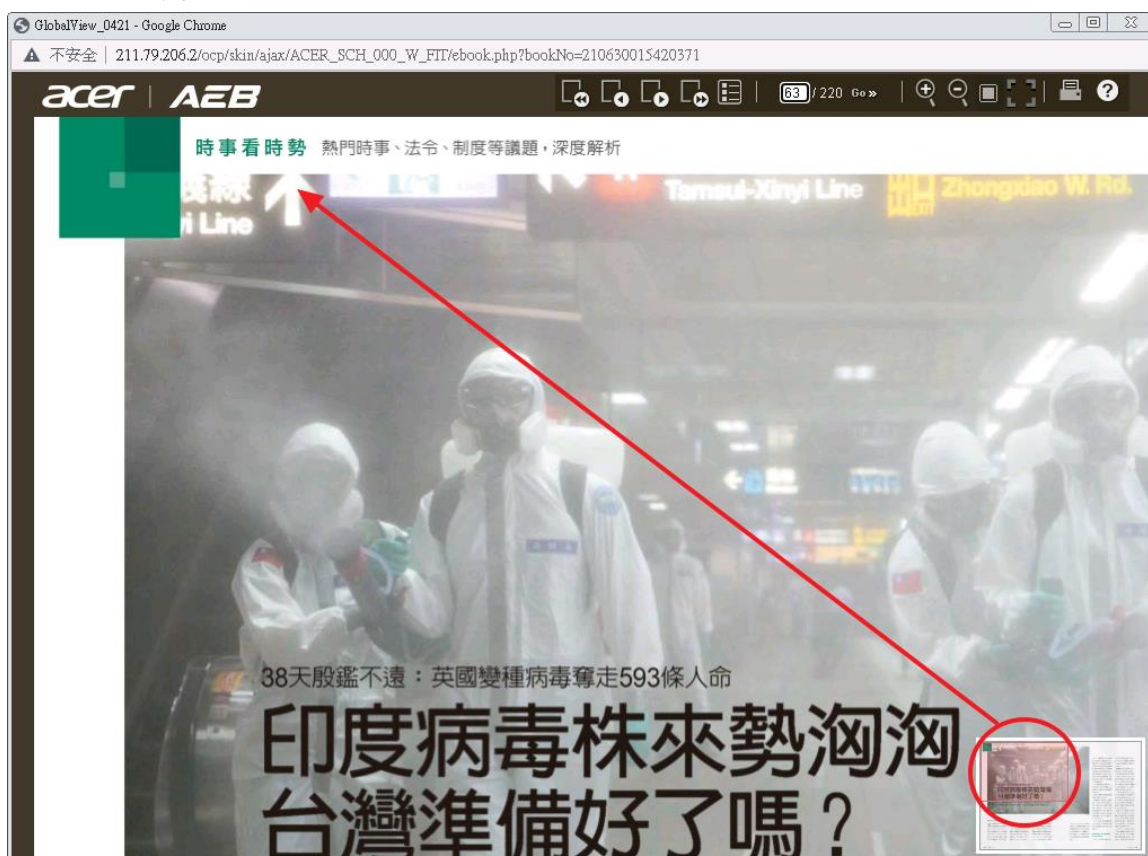 GlobalView_0421 - Google Chrome
不安全 | 211.79.206.2/ocp/skin/ajax/ACER_SCH_000_W_FIT/ebook.php?bookNo=210630015420371
acer | AEB
63 / 220 Go »
時事看時勢 熱門時事、法令、制度等議題，深度解析
Tamsui-Xinyi Line
Zhongxiao W. Rd.
yi Line
38天殷鑑不遠：英國變種病毒奪走593條人命
印度病毒株來勢洶洶
台灣準備好了嗎？